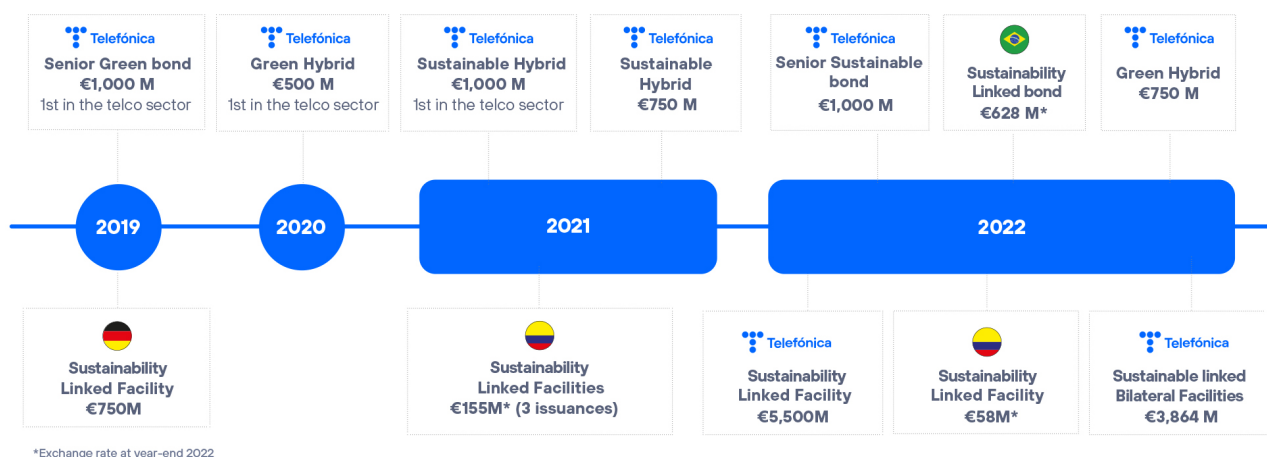 Telefónica
Senior Green bond
€1,000 M
1st in the telco sector
Telefónica
Green Hybrid
€500 M
1st in the telco sector
Telefónica
Sustainable Hybrid
€1,000 M
1st in the telco sector
Telefónica
Sustainable
Hybrid
€750 M
Telefónica
Senior Sustainable
bond
€1,000 M
Sustainability
Linked bond
€628 M*
Telefónica
Green Hybrid
€750 M
2019
2020
2021
2022
Sustainability
Linked Facility
€750M
Sustainability
Linked Facilities
€155M* (3 issuances)
Telefónica
Sustainability
Linked Facility
€5,500M
Sustainability
Linked Facility
€58M*
Telefónica
Sustainable linked
Bilateral Facilities
€3,864 M
*Exchange rate at year-end 2022